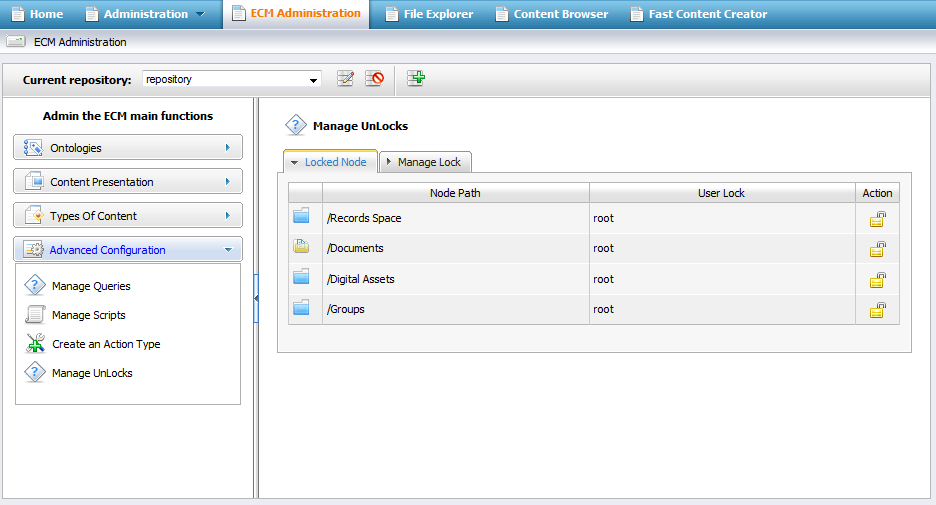 Home Administration ECM Administration File Explorer Content Browser Fast Content Creator
ECM Administration
Current repository: repository
Admin the ECM main functions
Ontologies
Content Presentation
Types Of Content
Advanced Configuration
Manage Queries
Manage Scripts
Create an Action Type
Manage UnLocks
Manage UnLocks
Locked Node Manage Lock
Node Path User Lock Action
/Records Space root
/Documents root
/Digital Assets root
/Groups root